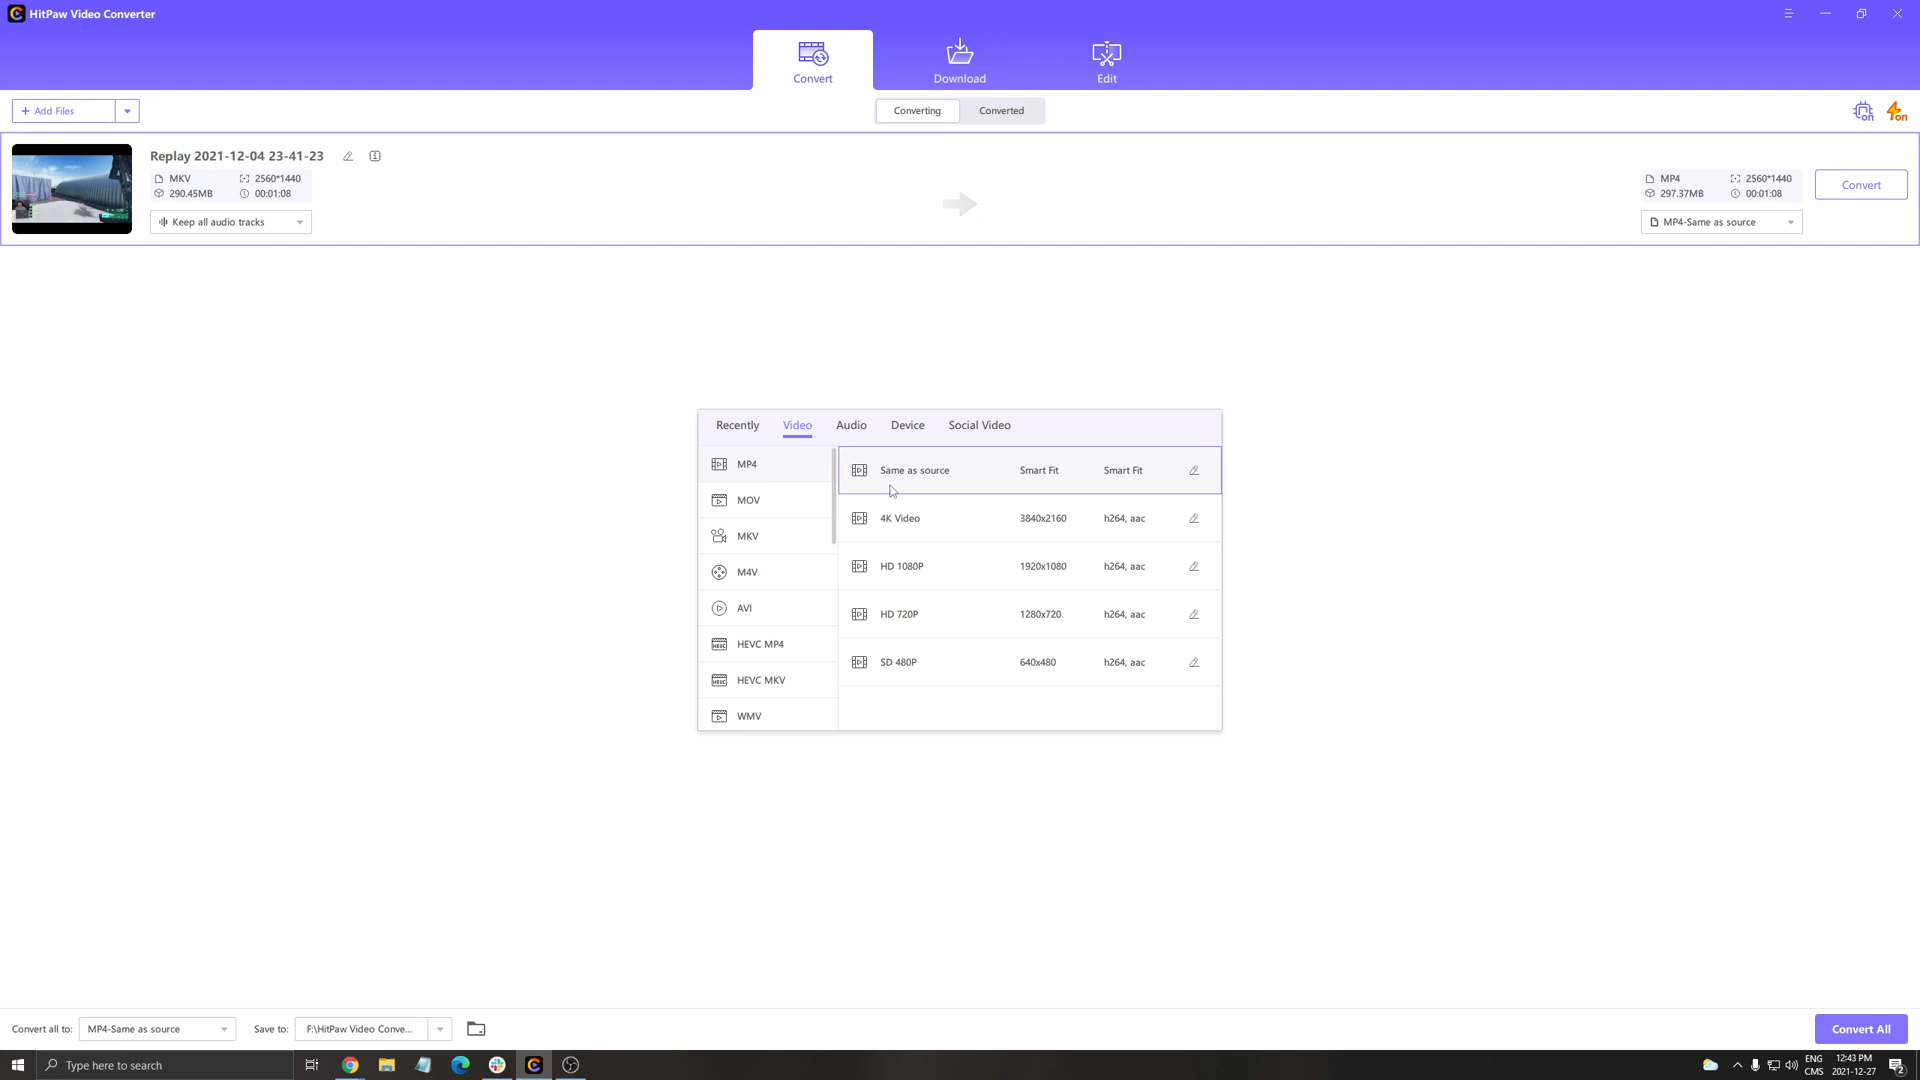 HitPaw Video Converter
Convert
Download
Edit
+ Add Files
Converting
Converted
on
on
Replay 2021-12-04 23-41-23
MKV
2560*1440
290.45MB
00:01:08
Keep all audio tracks
MP4
2560*1440
297.37MB
00:01:08
MP4-Same as source
Convert
Recently
Video
Audio
Device
Social Video
MP4
MOV
MKV
M4V
AVI
HEVC MP4
HEVC MKV
WMV
Same as source
Smart Fit
Smart Fit
4K Video
3840x2160
h264, aac
HD 1080P
1920x1080
h264, aac
HD 720P
1280x720
h264, aac
SD 480P
640x480
h264, aac
Convert all to:
MP4-Same as source
Save to:
F:\HitPaw Video Conve...
Convert All
Type here to search
ENG
CMS
12:43 PM
2021-12-27
2